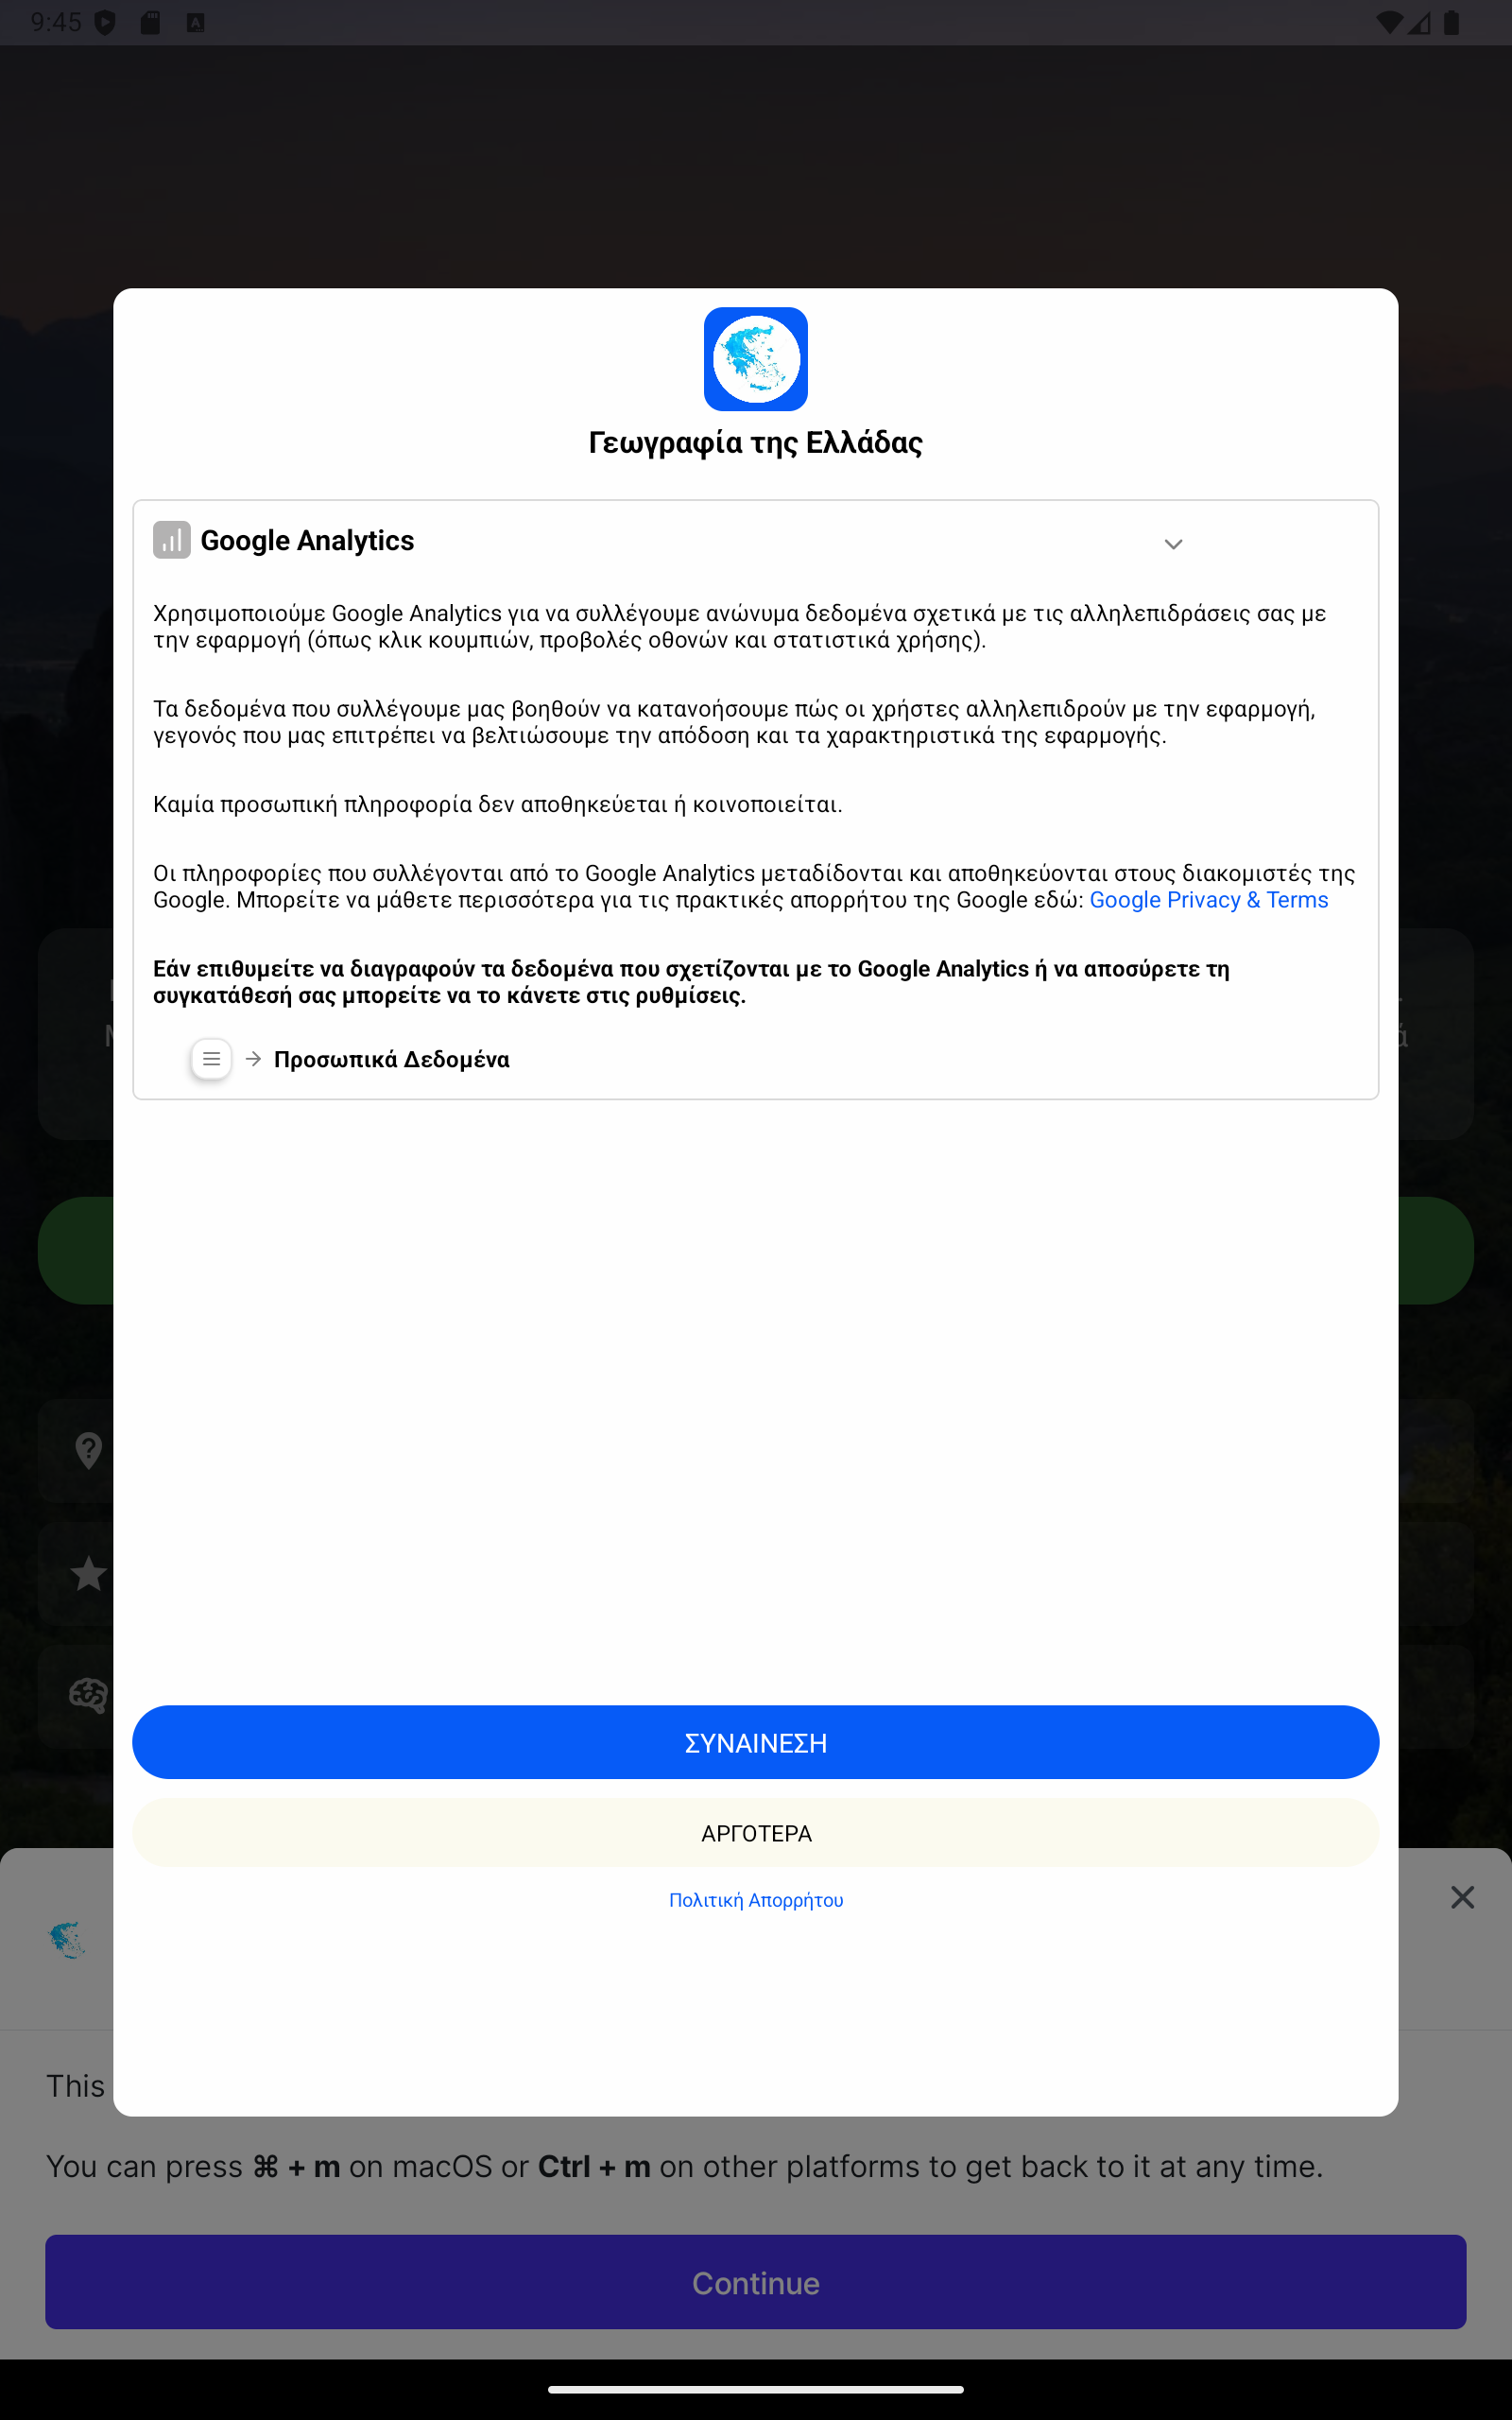 9:45
Γεωγραφία της Ελλάδας
Google Analytics
Χρησιμοποιούμε Google Analytics για να συλλέγουμε ανώνυμα δεδομένα σχετικά με τις αλληλεπιδράσεις σας με
την εφαρμογή (όπως κλικ κουμπιών, προβολές οθονών και στατιστικά χρήσης).
Τα δεδομένα που συλλέγουμε μας βοηθούν να κατανοήσουμε πώς οι χρήστες αλληλεπιδρούν με την εφαρμογή,
γεγονός που μας επιτρέπει να βελτιώσουμε την απόδοση και τα χαρακτηριστικά της εφαρμογής.
Καμία προσωπική πληροφορία δεν αποθηκεύεται ή κοινοποιείται.
Οι πληροφορίες που συλλέγονται από το Google Analytics μεταδίδονται και αποθηκεύονται στους διακομιστές της
Google. Μπορείτε να μάθετε περισσότερα για τις πρακτικές απορρήτου της Google εδώ: Google Privacy & Terms
Εάν επιθυμείτε να διαγραφούν τα δεδομένα που σχετίζονται με το Google Analytics ή να αποσύρετε τη
συγκατάθεσή σας μπορείτε να το κάνετε στις ρυθμίσεις.
Προσωπικά Δεδομένα
ΣΥΝΑΙΝΕΣΗ
ΑΡΓΟΤΕΡΑ
Πολιτική Απορρήτου
This
You can press ⌘ + m on macOS or Ctrl + m on other platforms to get back to it at any time.
Continue